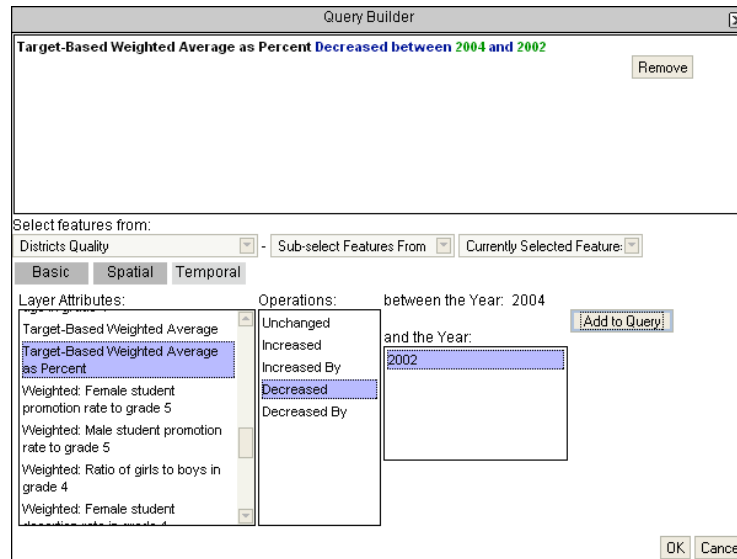 Query Builder
Target-Based Weighted Average as Percent Decreased between 2004 and 2002
Remove
Select features from:
Districts Quality - Sub-select Features From Currently Selected Feature
Basic Spatial Temporal
Layer Attributes: Operations: between the Year: 2004
Target-Based Weighted Average
Target-Based Weighted Average
as Percent
Weighted: Female student
promotion rate to grade 5
Weighted: Male student promotion
rate to grade 5
Weighted: Ratio of girls to boys in
grade 4
Weighted: Female student
Unchanged
Increased
Increased By
Decreased
Decreased By
Add to Query
and the Year:
2002
OK Cance